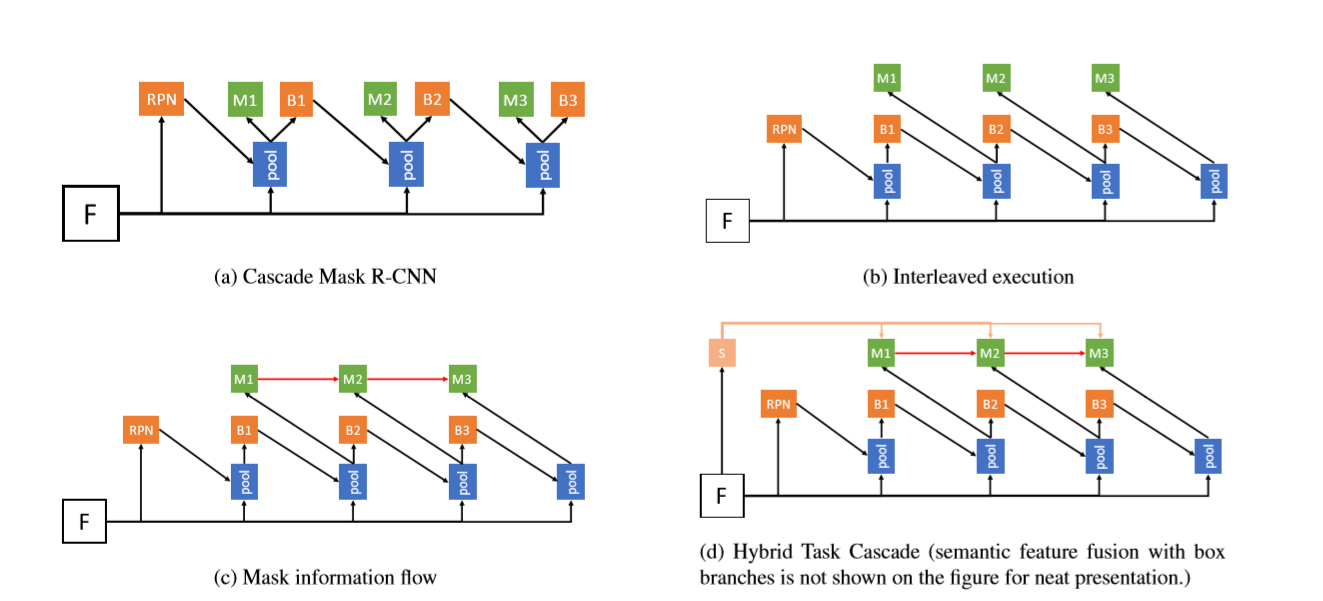 RPN M1 B1 M2 B2 M3 B3
pool pool pool
F
(a) Cascade Mask R-CNN
M1 M2 M3
RPN B1 B2 B3
pool pool pool pool
F
(b) Interleaved execution
M1 M2 M3
RPN B1 B2 B3
pool pool pool pool
F
(c) Mask information flow
S M1 M2 M3
RPN B1 B2 B3
pool pool pool pool
F
(d) Hybrid Task Cascade (semantic feature fusion with box
branches is not shown on the figure for neat presentation.)